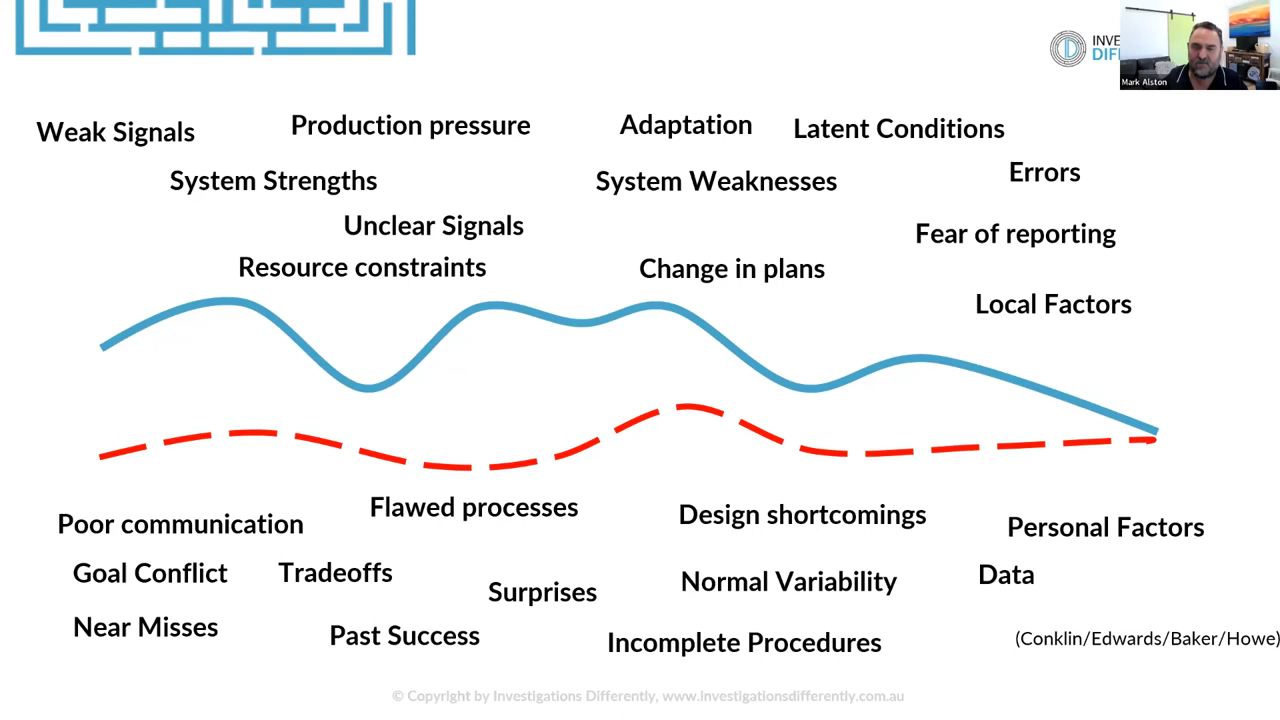 INVE
DIFF
Mark Alston
Weak Signals
Production pressure
Adaptation
Latent Conditions
Errors
System Strengths
System Weaknesses
Unclear Signals
Fear of reporting
Resource constraints
Change in plans
Local Factors
Flawed processes
Poor communication
Design shortcomings
Personal Factors
Goal Conflict
Tradeoffs
Surprises
Normal Variability
Data
Near Misses
Past Success
Incomplete Procedures
(Conklin/Edwards/Baker/Howe)
© Copyright by Investigations Differently, www.investigationsdifferently.com.au